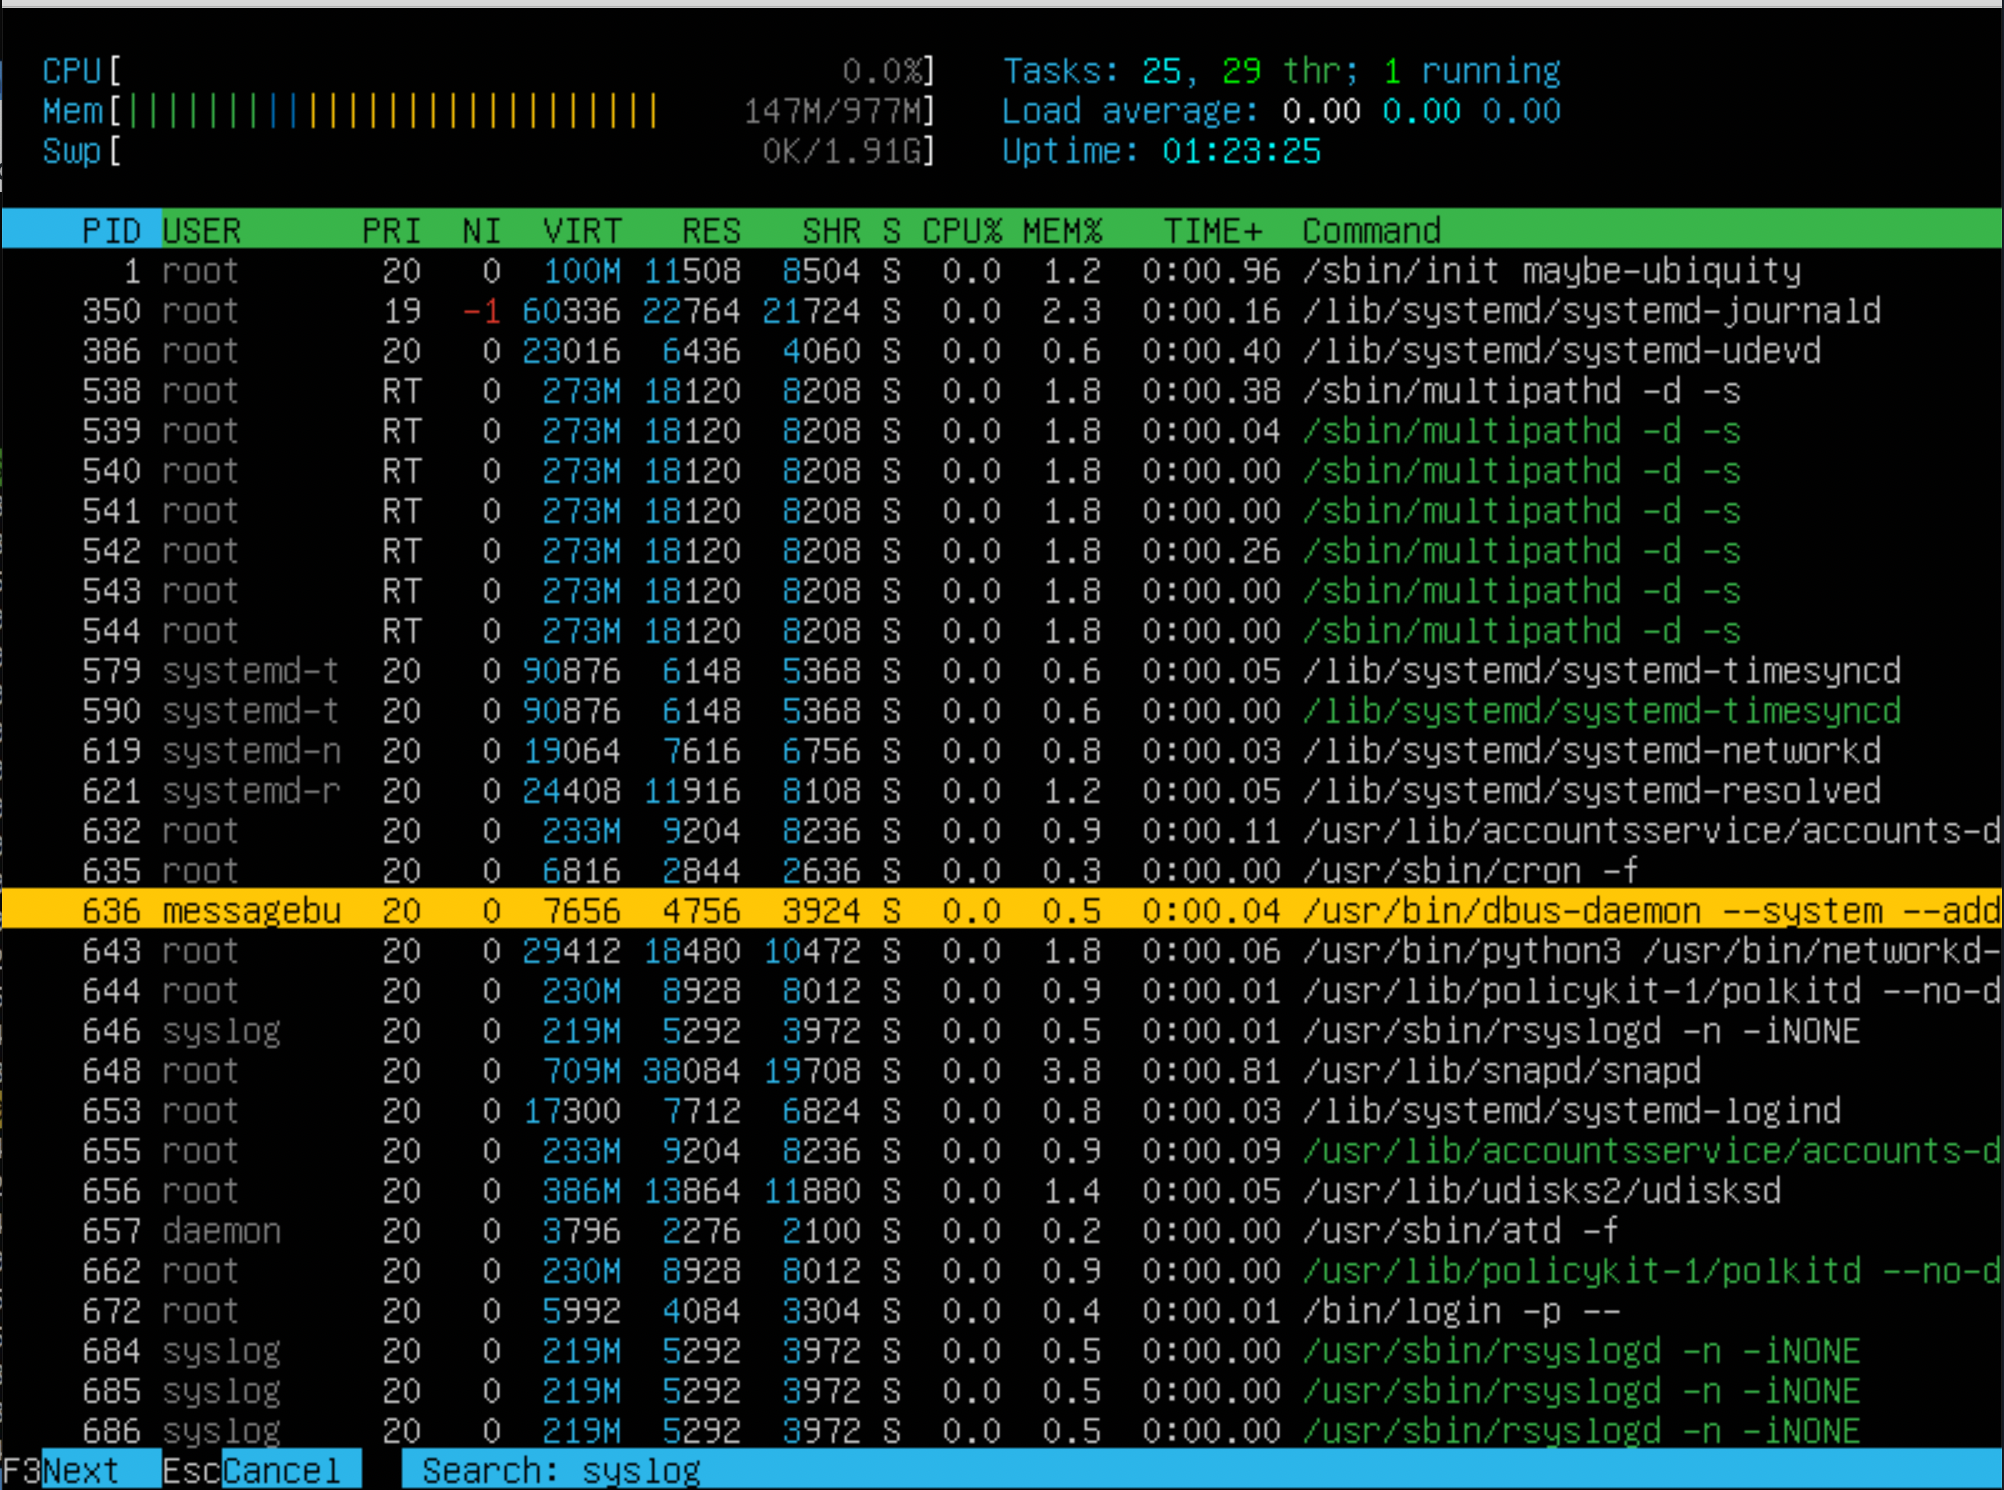 CPU[ 0.0%] Tasks: 25, 29 thr; 1 running
Mem[||||||||||||||||||||||||||| 147M/977M] Load average: 0.00 0.00 0.00
Swp[ 0K/1.91G] Uptime: 01:23:25
PID USER PRI NI VIRT RES SHR S CPU% MEM% TIME+ Command
1 root 20 0 100M 11508 8504 S 0.0 1.2 0:00.96 /sbin/init maybe-ubiquity
350 root 19 -1 60336 22764 21724 S 0.0 2.3 0:00.16 /lib/systemd/systemd-journald
386 root 20 0 23016 6436 4060 S 0.0 0.6 0:00.40 /lib/systemd/systemd-udevd
538 root RT 0 273M 18120 8208 S 0.0 1.8 0:00.38 /sbin/multipathd -d -s
539 root RT 0 273M 18120 8208 S 0.0 1.8 0:00.04 /sbin/multipathd -d -s
540 root RT 0 273M 18120 8208 S 0.0 1.8 0:00.00 /sbin/multipathd -d -s
541 root RT 0 273M 18120 8208 S 0.0 1.8 0:00.00 /sbin/multipathd -d -s
542 root RT 0 273M 18120 8208 S 0.0 1.8 0:00.26 /sbin/multipathd -d -s
543 root RT 0 273M 18120 8208 S 0.0 1.8 0:00.00 /sbin/multipathd -d -s
544 root RT 0 273M 18120 8208 S 0.0 1.8 0:00.00 /sbin/multipathd -d -s
579 systemd-t 20 0 90876 6148 5368 S 0.0 0.6 0:00.05 /lib/systemd/systemd-timesyncd
590 systemd-t 20 0 90876 6148 5368 S 0.0 0.6 0:00.00 /lib/systemd/systemd-timesyncd
619 systemd-n 20 0 19064 7616 6756 S 0.0 0.8 0:00.03 /lib/systemd/systemd-networkd
621 systemd-r 20 0 24408 11916 8108 S 0.0 1.2 0:00.05 /lib/systemd/systemd-resolved
632 root 20 0 233M 9204 8236 S 0.0 0.9 0:00.11 /usr/lib/accountsservice/accounts-d
635 root 20 0 6816 2844 2636 S 0.0 0.3 0:00.00 /usr/sbin/cron -f
636 messagebu 20 0 7656 4756 3924 S 0.0 0.5 0:00.04 /usr/bin/dbus-daemon --system --add
643 root 20 0 29412 18480 10472 S 0.0 1.8 0:00.06 /usr/bin/python3 /usr/bin/networkd-
644 root 20 0 230M 8928 8012 S 0.0 0.9 0:00.01 /usr/lib/policykit-1/polkitd --no-d
646 syslog 20 0 219M 5292 3972 S 0.0 0.5 0:00.01 /usr/sbin/rsyslogd -n -iNONE
648 root 20 0 709M 38084 19708 S 0.0 3.8 0:00.81 /usr/lib/snapd/snapd
653 root 20 0 17300 7712 6824 S 0.0 0.8 0:00.03 /lib/systemd/systemd-logind
655 root 20 0 233M 9204 8236 S 0.0 0.9 0:00.09 /usr/lib/accountsservice/accounts-d
656 root 20 0 386M 13864 11880 S 0.0 1.4 0:00.05 /usr/lib/udisks2/udisksd
657 daemon 20 0 3796 2276 2100 S 0.0 0.2 0:00.00 /usr/sbin/atd -f
662 root 20 0 230M 8928 8012 S 0.0 0.9 0:00.00 /usr/lib/policykit-1/polkitd --no-d
672 root 20 0 5992 4084 3304 S 0.0 0.4 0:00.01 /bin/login -p --
684 syslog 20 0 219M 5292 3972 S 0.0 0.5 0:00.00 /usr/sbin/rsyslogd -n -iNONE
685 syslog 20 0 219M 5292 3972 S 0.0 0.5 0:00.00 /usr/sbin/rsyslogd -n -iNONE
686 syslog 20 0 219M 5292 3972 S 0.0 0.5 0:00.00 /usr/sbin/rsyslogd -n -iNONE
F3Next EscCancel Search: syslog